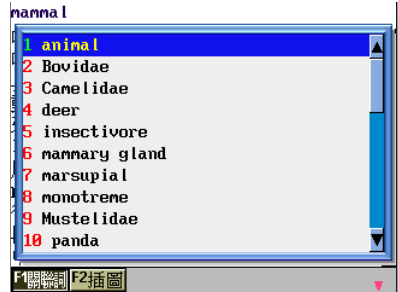 mammal
1 animal
2 Bovidae
3 Camelidae
4 deer
5 insectivore
6 mammary gland
7 marsupial
8 monotreme
9 Mustelidae
10 panda
F1關聯詞 F2插圖